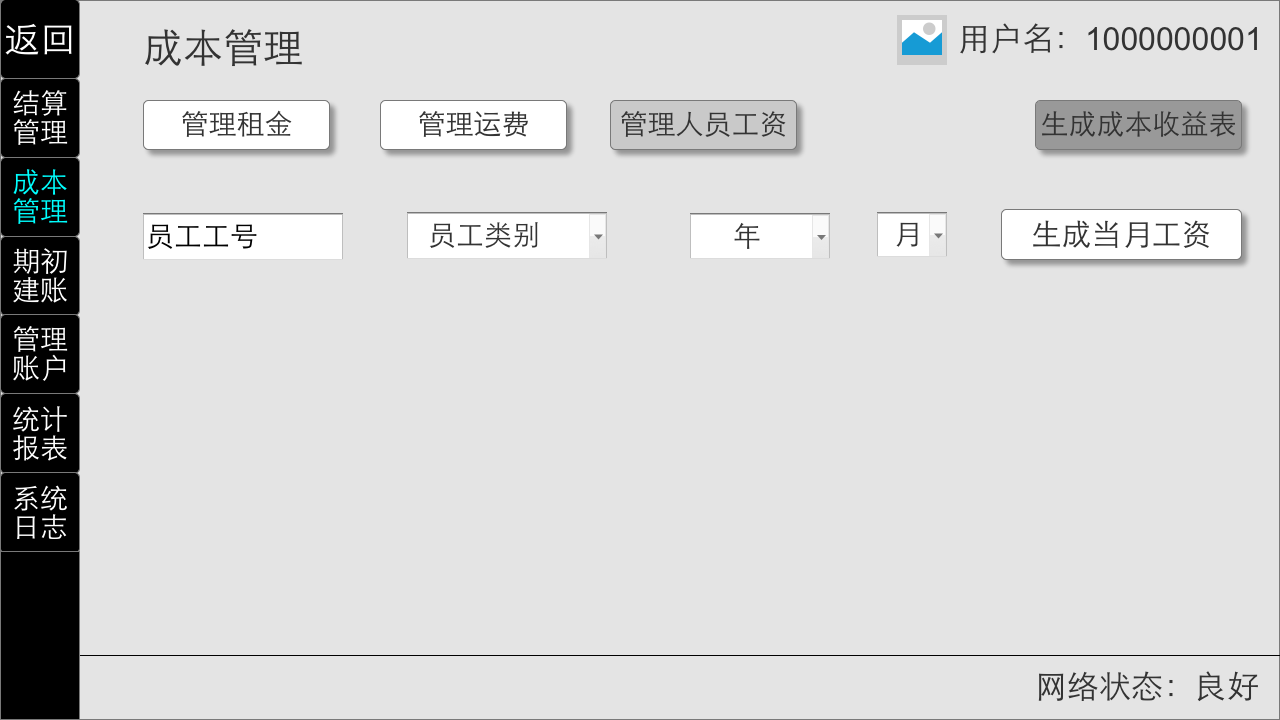 返回
成本管理
用户名：1000000001
管理租金
管理运费
管理人员工资
生成成本收益表
员工工号
员工类别
年
月
生成当月工资
结算
管理
成本
管理
期初
建账
管理
账户
统计
报表
系统
日志
网络状态：良好